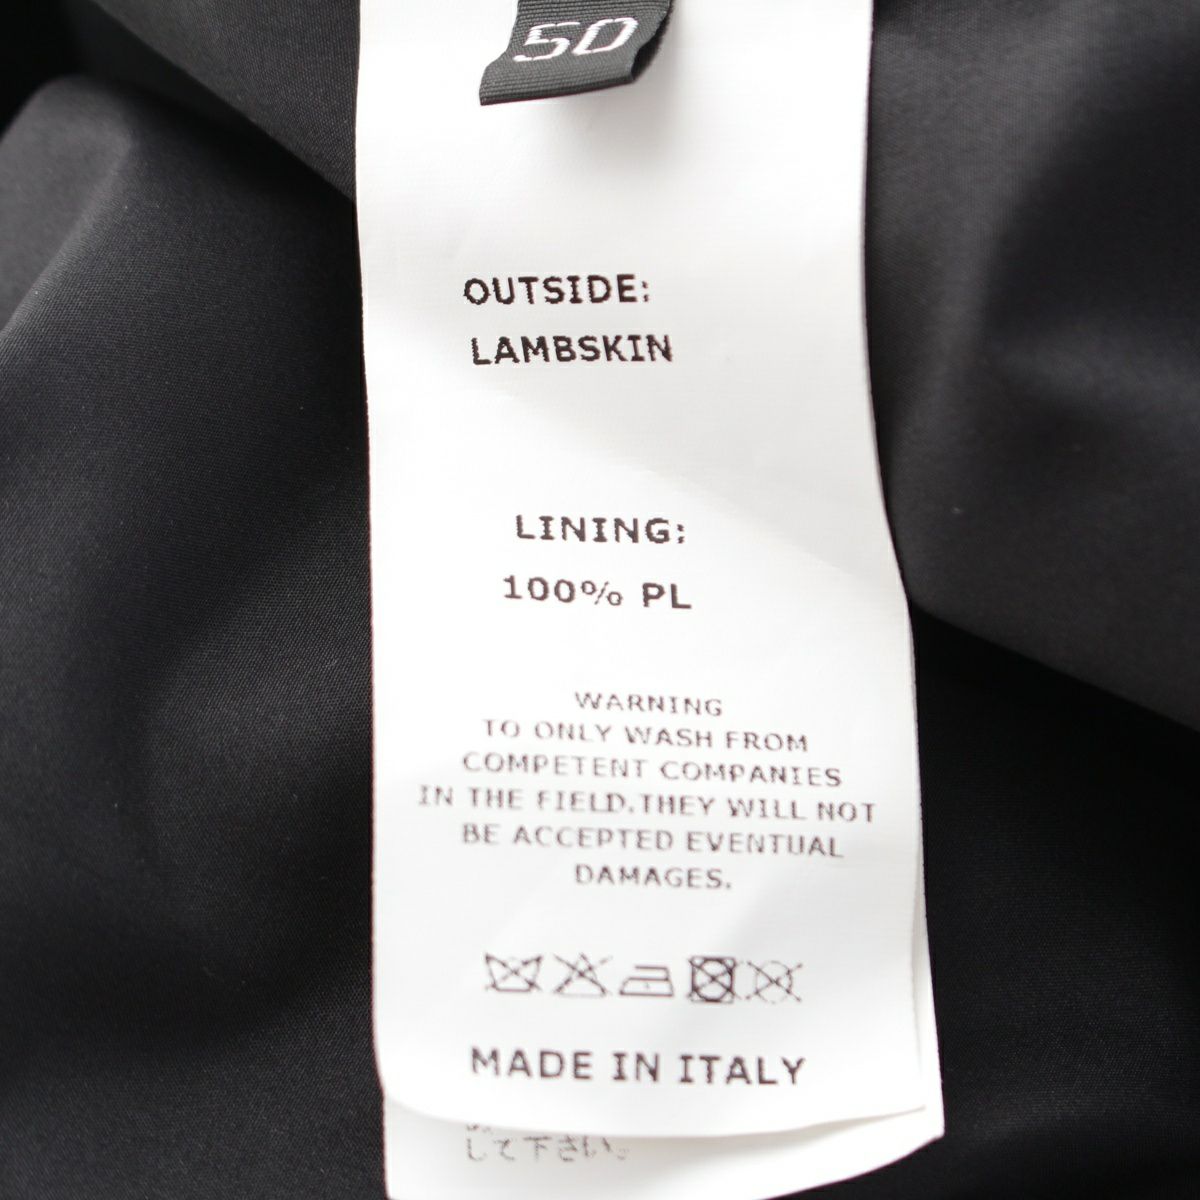 50
OUTSIDE:
LAMBSKIN
LINING:
100% PL
WARNING
TO ONLY WASH FROM
COMPETENT COMPANIES
IN THE FIELD.THEY WILL NOT
BE ACCEPTED EVENTUAL
DAMAGES.
MADE IN ITALY
して下さい。